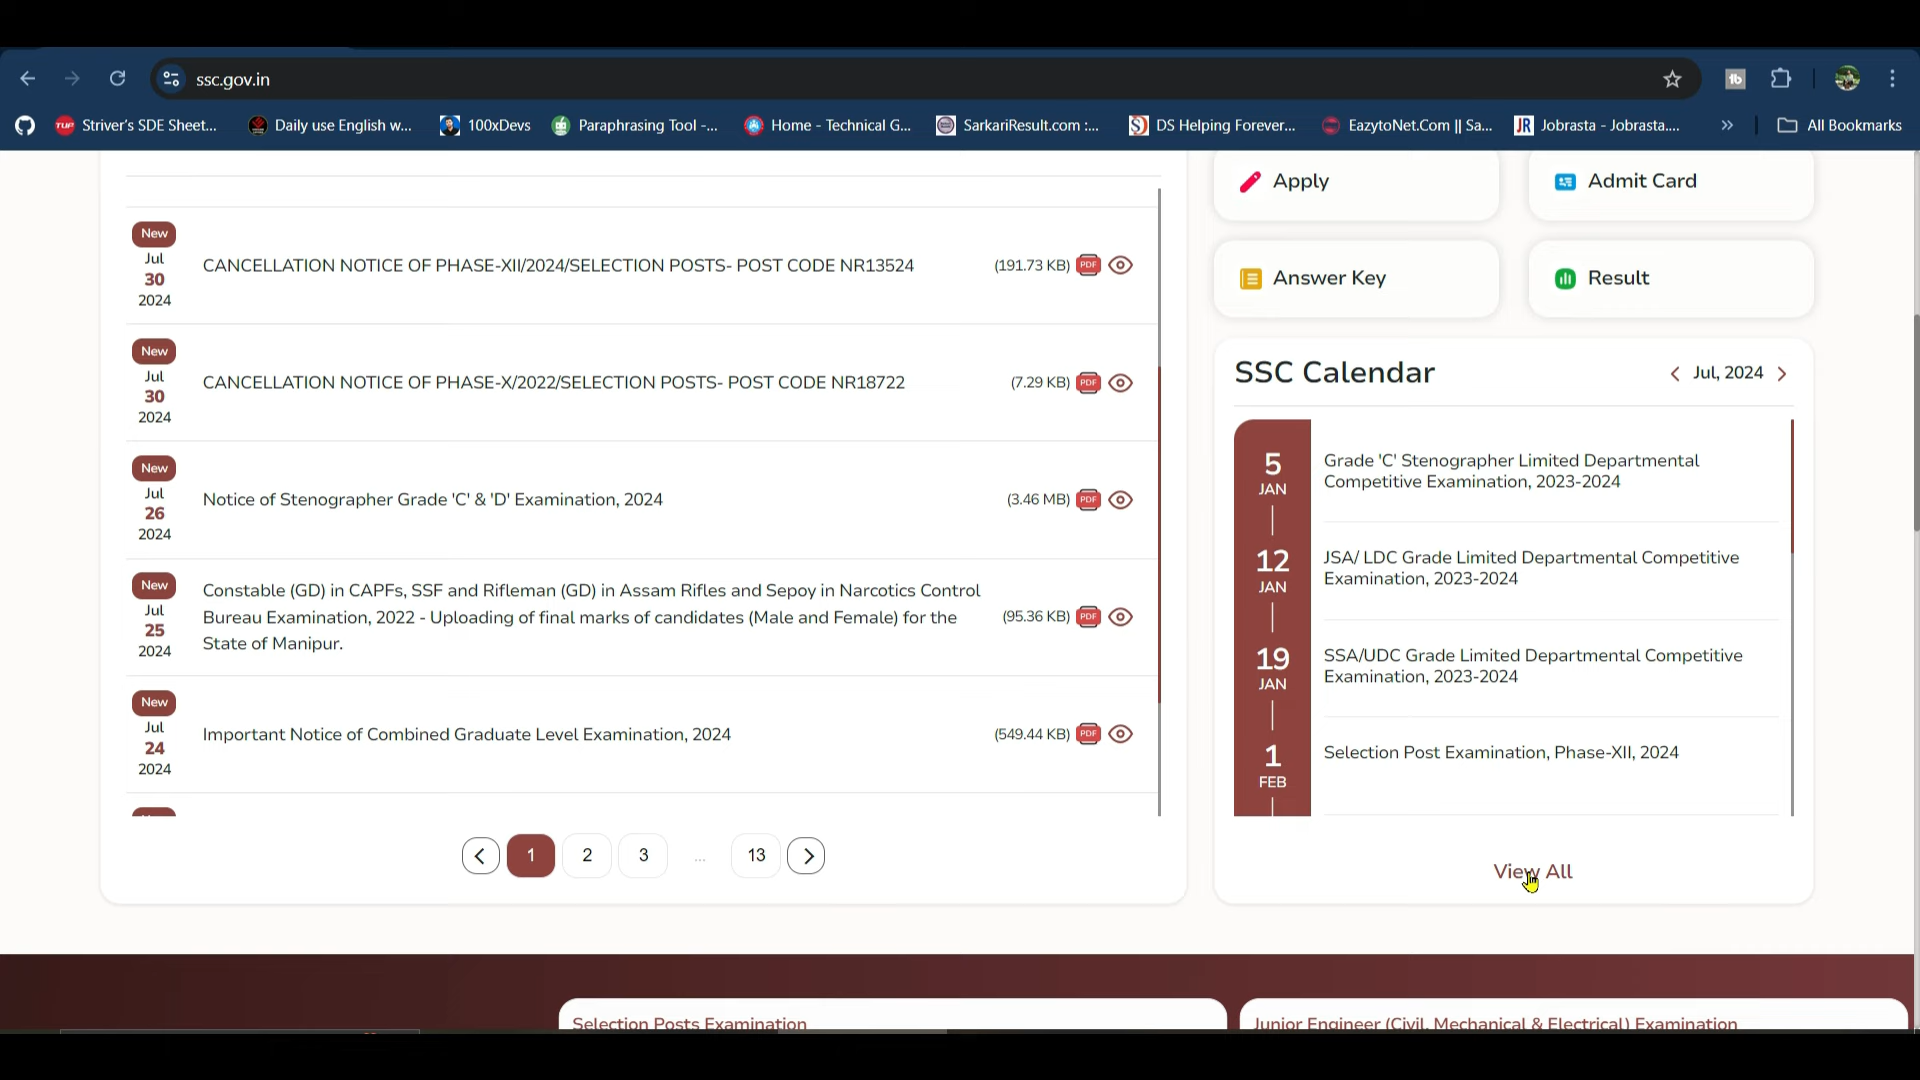 ssc.gov.in
Striver's SDE Sheet...
Daily use English w...
100xDevs
Paraphrasing Tool -...
Home - Technical G...
SarkariResult.com :...
DS Helping Forever...
EazytoNet.Com || Sa...
JR Jobrasta - Jobrasta....
All Bookmarks
Apply
Admit Card
New
Jul
30
2024
CANCELLATION NOTICE OF PHASE-XII/2024/SELECTION POSTS- POST CODE NR13524
(191.73 KB) PDF
Answer Key
Result
New
Jul
30
2024
CANCELLATION NOTICE OF PHASE-X/2022/SELECTION POSTS- POST CODE NR18722
(7.29 KB) PDF
New
Jul
26
2024
Notice of Stenographer Grade 'C' & 'D' Examination, 2024
(3.46 MB) PDF
New
Jul
25
2024
Constable (GD) in CAPFs, SSF and Rifleman (GD) in Assam Rifles and Sepoy in Narcotics Control
Bureau Examination, 2022 - Uploading of final marks of candidates (Male and Female) for the
State of Manipur.
(95.36 KB) PDF
New
Jul
24
2024
Important Notice of Combined Graduate Level Examination, 2024
(549.44 KB) PDF
1
2
3
...
13
SSC Calendar
Jul, 2024
5
JAN
Grade 'C' Stenographer Limited Departmental
Competitive Examination, 2023-2024
12
JAN
JSA/ LDC Grade Limited Departmental Competitive
Examination, 2023-2024
19
JAN
SSA/UDC Grade Limited Departmental Competitive
Examination, 2023-2024
1
FEB
Selection Post Examination, Phase-XII, 2024
View All
Selection Posts Examination
Junior Engineer (Civil, Mechanical & Electrical) Examination